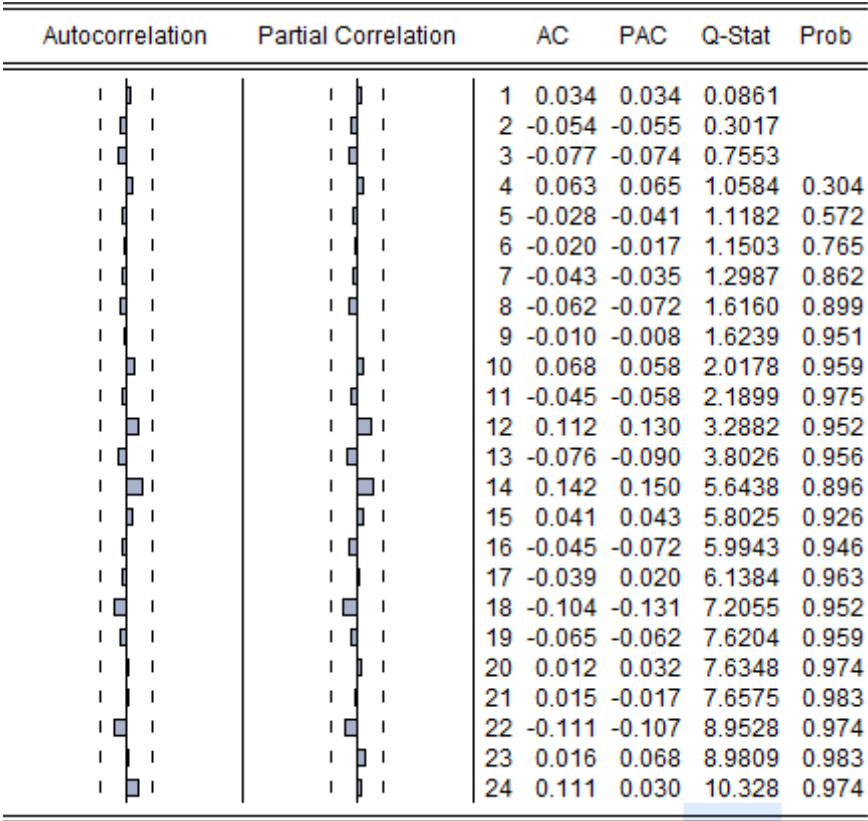 Autocorrelation Partial Correlation AC PAC Q-Stat Prob
1 0.034 0.034 0.0861
2 -0.054 -0.055 0.3017
3 -0.077 -0.074 0.7553
4 0.063 0.065 1.0584 0.304
5 -0.028 -0.041 1.1182 0.572
6 -0.020 -0.017 1.1503 0.765
7 -0.043 -0.035 1.2987 0.862
8 -0.062 -0.072 1.6160 0.899
9 -0.010 -0.008 1.6239 0.951
10 0.068 0.058 2.0178 0.959
11 -0.045 -0.058 2.1899 0.975
12 0.112 0.130 3.2882 0.952
13 -0.076 -0.090 3.8026 0.956
14 0.142 0.150 5.6438 0.896
15 0.041 0.043 5.8025 0.926
16 -0.045 -0.072 5.9943 0.946
17 -0.039 0.020 6.1384 0.963
18 -0.104 -0.131 7.2055 0.952
19 -0.065 -0.062 7.6204 0.959
20 0.012 0.032 7.6348 0.974
21 0.015 -0.017 7.6575 0.983
22 -0.111 -0.107 8.9528 0.974
23 0.016 0.068 8.9809 0.983
24 0.111 0.030 10.328 0.974